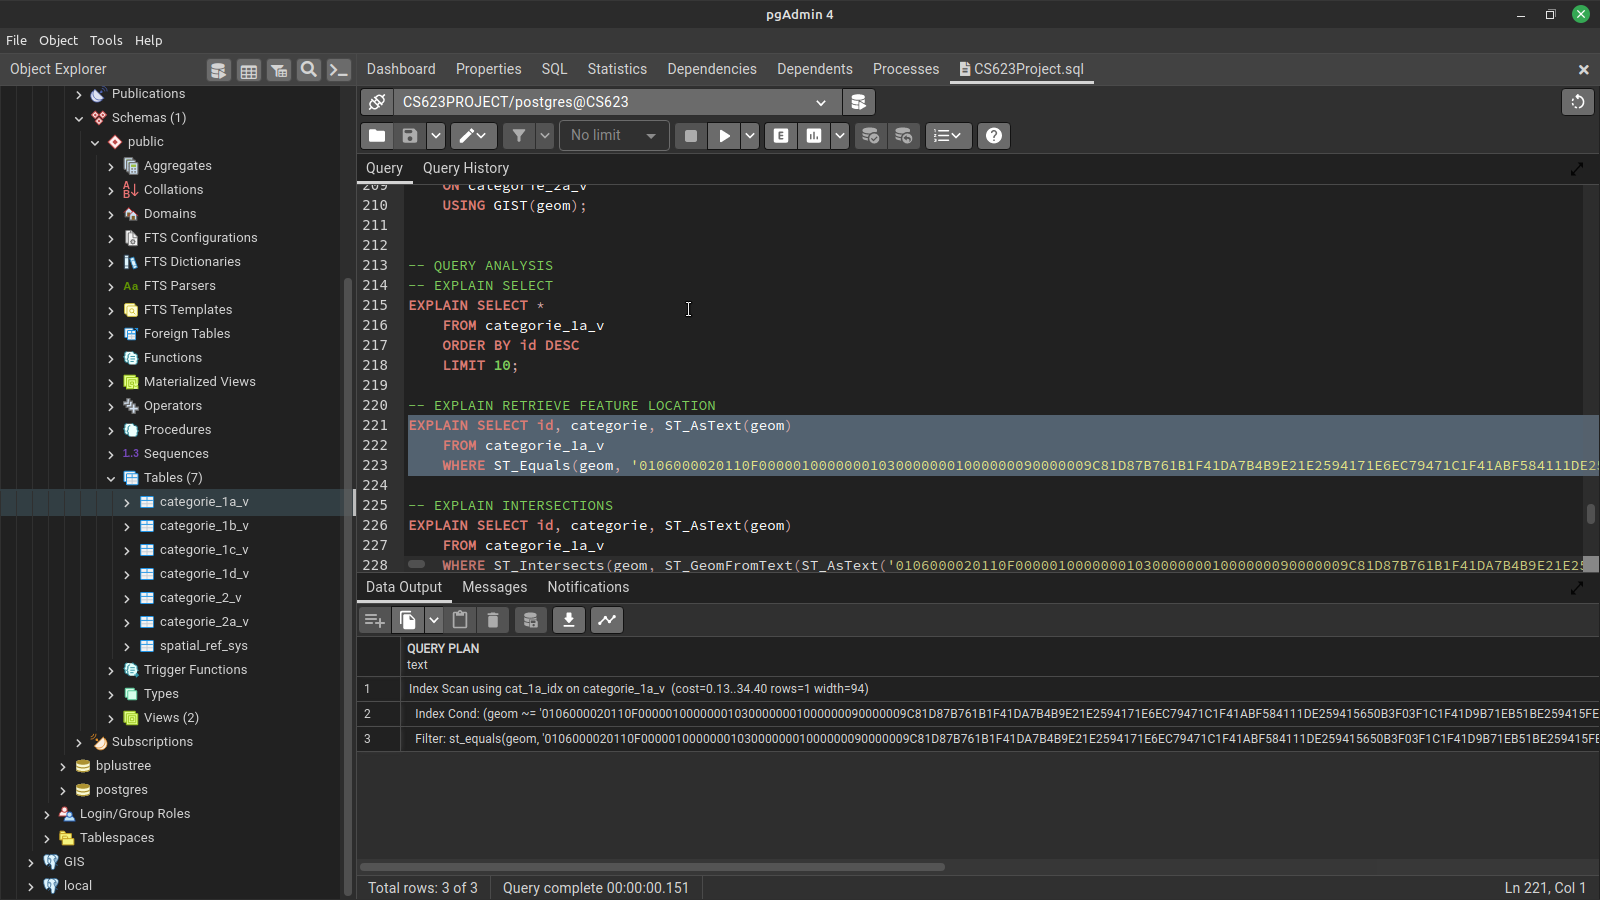 pgAdmin 4
File Object Tools Help
Object Explorer
Dashboard Properties SQL Statistics Dependencies Dependents Processes CS623Project.sql
Publications
Schemas (1)
public
Aggregates
Collations
Domains
FTS Configurations
FTS Dictionaries
Aa FTS Parsers
FTS Templates
Foreign Tables
Functions
Materialized Views
Operators
Procedures
1.3 Sequences
Tables (7)
categorie_1a_v
categorie_1b_v
categorie_1c_v
categorie_1d_v
categorie_2_v
categorie_2a_v
spatial_ref_sys
Trigger Functions
Types
Views (2)
Subscriptions
bplustree
postgres
Login/Group Roles
Tablespaces
GIS
local
CS623PROJECT/postgres@CS623
No limit
E
Query Query History
209 ON categorie_2a_v
210 USING GIST(geom);
211
212
213 -- QUERY ANALYSIS
214 -- EXPLAIN SELECT
215 EXPLAIN SELECT *
216 FROM categorie_1a_v
217 ORDER BY id DESC
218 LIMIT 10;
219
220 -- EXPLAIN RETRIEVE FEATURE LOCATION
221 EXPLAIN SELECT id, categorie, ST_AsText(geom)
222 FROM categorie_1a_v
223 WHERE ST_Equals(geom, '0106000020110F000001000000010300000001000000090000009C81D87B761B1F41DA7B4B9E21E2594171E6EC79471C1F41ABF584111DE2
224
225 -- EXPLAIN INTERSECTIONS
226 EXPLAIN SELECT id, categorie, ST_AsText(geom)
227 FROM categorie_1a_v
228 WHERE ST_Intersects(geom, ST_GeomFromText(ST_AsText('0106000020110F000001000000010300000001000000090000009C81D87B761B1F41DA7B4B9E21E25
Data Output Messages Notifications
QUERY PLAN
text
1 Index Scan using cat_1a_idx on categorie_1a_v (cost=0.13..34.40 rows=1 width=94)
2 Index Cond: (geom ~= '0106000020110F000001000000010300000001000000090000009C81D87B761B1F41DA7B4B9E21E2594171E6EC79471C1F41ABF584111DE259415650B3F03F1C1F41D9B71EB51BE259415FE
3 Filter: st_equals(geom, '0106000020110F000001000000010300000001000000090000009C81D87B761B1F41DA7B4B9E21E2594171E6EC79471C1F41ABF584111DE259415650B3F03F1C1F41D9B71EB51BE259415FE
Total rows: 3 of 3 Query complete 00:00:00.151 Ln 221, Col 1